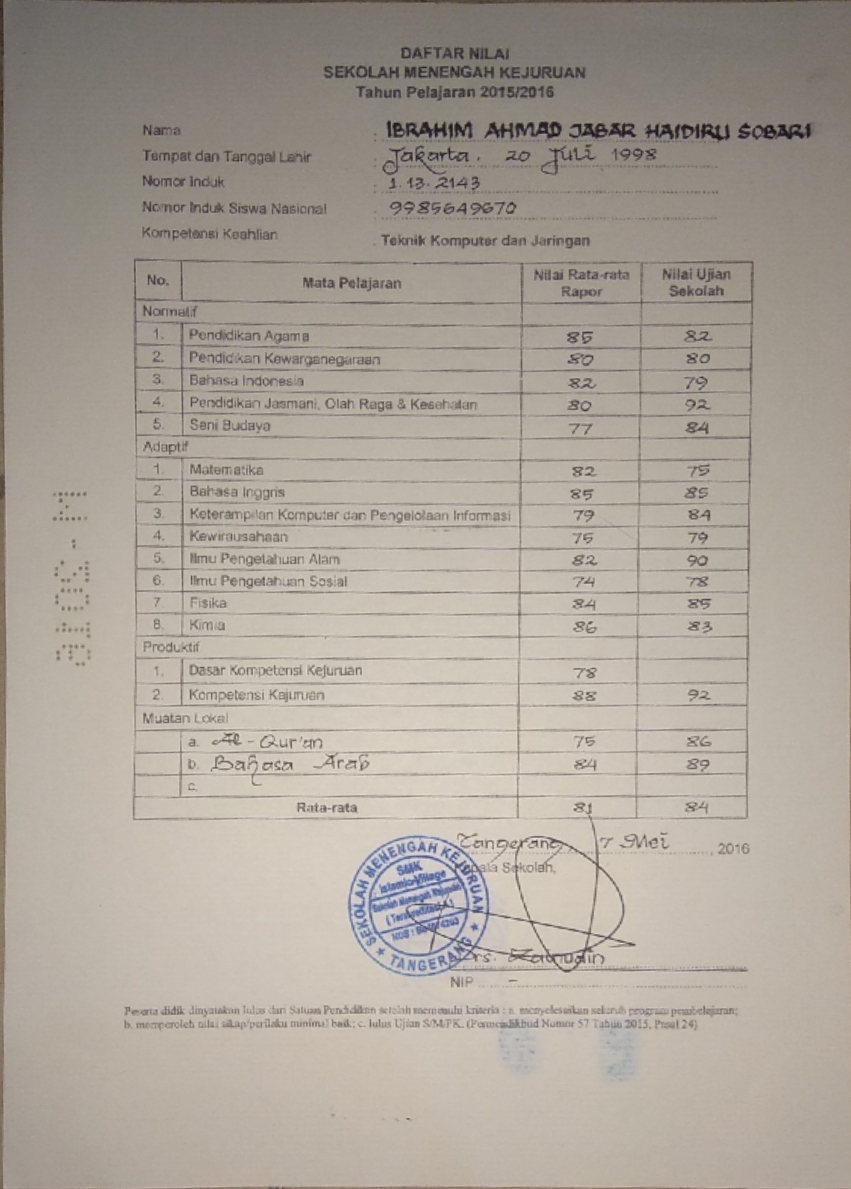 DAFTAR NILAI
SEKOLAH MENENGAH KEJURUAN
Tahun Pelajaran 2015/2016
Nama : IBRAHIM AHMAD JABAR HAIDIRU SOBARI
Tempat dan Tanggal Lahir : Jakarta, 20 Juli 1998
Nomor Induk : 1.13.2143
Nomor Induk Siswa Nasional : 9985649670
Kompetensi Keahlian : Teknik Komputer dan Jaringan
No. Mata Pelajaran Nilai Rata-rata Rapor Nilai Ujian Sekolah
Normatif
1. Pendidikan Agama 85 82
2. Pendidikan Kewarganegaraan 80 80
3. Bahasa Indonesia 82 79
4. Pendidikan Jasmani, Olah Raga & Kesehatan 80 92
5. Seni Budaya 77 84
Adaptif
1. Matematika 82 75
2. Bahasa Inggris 85 85
3. Keterampilan Komputer dan Pengelolaan Informasi 79 84
4. Kewirausahaan 75 79
5. Ilmu Pengetahuan Alam 82 90
6. Ilmu Pengetahuan Sosial 74 78
7. Fisika 84 85
8. Kimia 86 83
Produktif
1. Dasar Kompetensi Kejuruan 78
2. Kompetensi Kajuruan 88 92
Muatan Lokal
a. Al-Qur'an 75 86
b. Bahasa Arab 84 89
c.
Rata-rata 81 84
Tangerang, 7 Mei, 2016
Kepala Sekolah,
SEKOLAH MENENGAH KEJURUAN
SMK
Islamic Village
Sekolah Menengah Kejuruan
(Terakreditasi A)
TANGERANG
Drs. Zainudin
NIP. -
Peserta didik dinyatakan lulus dari Satuan Pendidikan setelah memenuhi kriteria : a. menyelesaikan seluruh program pembelajaran;
b. memperoleh nilai sikap/perilaku minimal baik; c. lulus Ujian S/M/PK. (Permendikbud Nomor 57 Tahun 2015, Pasal 24)